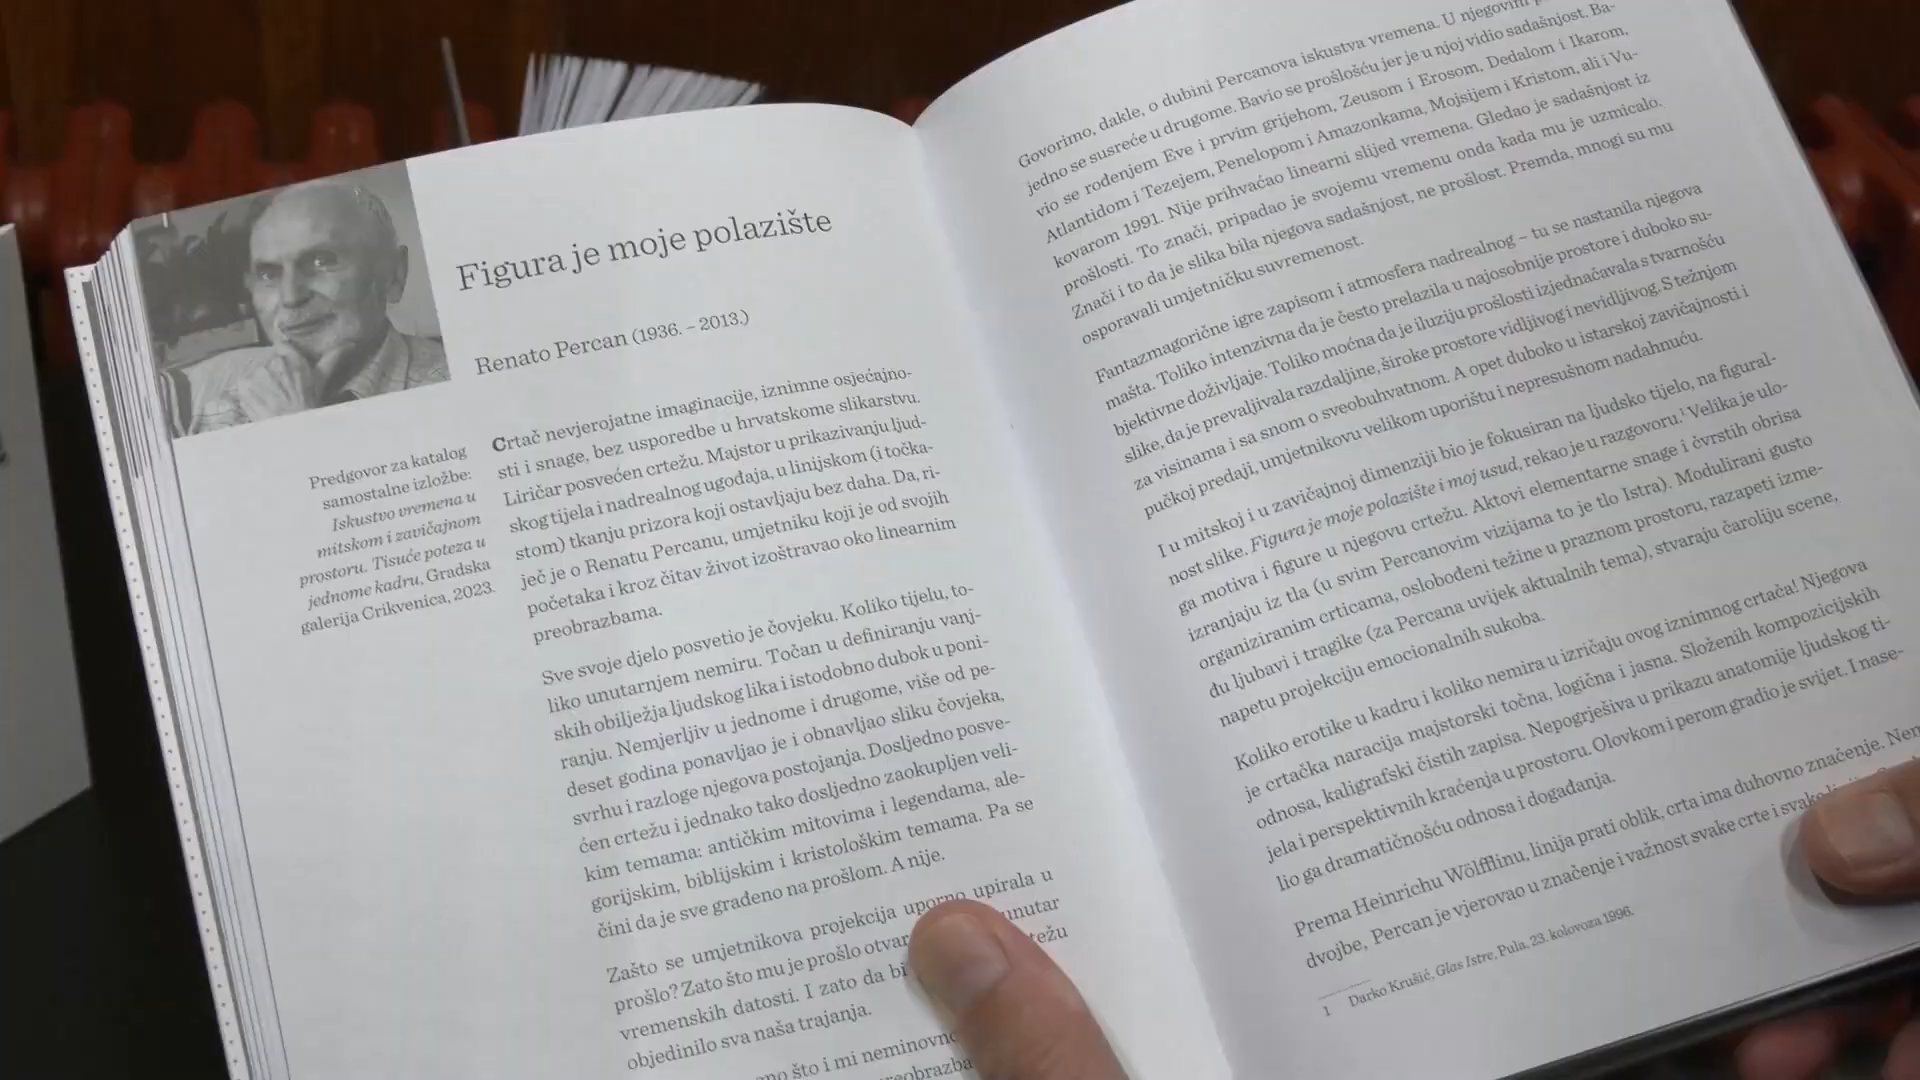 Figura je moje polazište
Renato Percan (1936. – 2013.)
Predgovor za katalog
samostalne izložbe:
Iskustvo vremena u
mitskom i zavičajnom
prostoru. Tisuće poteza u
jednome kadru, Gradska
galerija Crikvenica, 2023.
Crtač nevjerojatne imaginacije, iznimne osjećajno-
sti i snage, bez usporedbe u hrvatskome slikarstvu.
Liričar posvećen crtežu. Majstor u prikazivanju ljud-
skog tijela i nadrealnog ugođaja, u linijskom (i točka-
stom) tkanju prizora koji ostavljaju bez daha. Da, ri-
ječ je o Renatu Percanu, umjetniku koji je od svojih
početaka i kroz čitav život izoštravao oko linearnim
preobrazbama.
Sve svoje djelo posvetio je čovjeku. Koliko tijelu, to-
liko unutarnjem nemiru. Točan u definiranju vanj-
skih obilježja ljudskog lika i istodobno dubok u poni-
ranju. Nemjerljiv u jednome i drugome, više od pe-
deset godina ponavljao je i obnavljao sliku čovjeka,
svrhu i razloge njegova postojanja. Dosljedno posve-
ćen crtežu i jednako tako dosljedno zaokupljen veli-
kim temama: antičkim mitovima i legendama, ale-
gorijskim, biblijskim i kristološkim temama. Pa se
čini da je sve građeno na prošlom. A nije.
Zašto se umjetnikova projekcija uporno upirala u
prošlo? Zato što mu je prošlo unutar
vremenskih datosti. I zato da bi
objedinilo sva naša trajanja.
što i mi neminovno
Govorimo, dakle, o dubini Percanova iskustva vremena. U njegovim
jedno se susreće u drugome. Bavio se prošlošću jer je u njoj vidio sadašnjost. Ba-
vio se rođenjem Eve i prvim grijehom, Zeusom i Erosom, Dedalom i Ikarom,
Atlantidom i Tezejem, Penelopom i Amazonkama, Mojsijem i Kristom, ali i Vu-
kovarom 1991. Nije prihvaćao linearni slijed vremena. Gledao je sadašnjost iz
prošlosti. To znači, pripadao je svojemu vremenu onda kada mu je uzmicalo.
Znači i to da je slika bila njegova sadašnjost, ne prošlost. Premda, mnogi su mu
osporavali umjetničku suvremenost.
Fantazmagorične igre zapisom i atmosfera nadrealnog – tu se nastanila njegova
mašta. Toliko intenzivna da je često prelazila u najosobnije prostore i duboko su-
bjektivne doživljaje. Toliko moćna da je iluziju prošlosti izjednačavala s tvarnošću
slike, da je prevaljivala razdaljine, široke prostore vidljivog i nevidljivog. S težnjom
za visinama i sa snom o sveobuhvatnom. A opet duboko u istarskoj zavičajnosti i
pučkoj predaji, umjetnikovu velikom uporištu i nepresušnom nadahnuću.
I u mitskoj i u zavičajnoj dimenziji bio je fokusiran na ljudsko tijelo, na figural-
nost slike. Figura je moje polazište i moj usud, rekao je u razgovoru.¹ Velika je ulo-
ga motiva i figure u njegovu crtežu. Aktovi elementarne snage i čvrstih obrisa
izranjaju iz tla (u svim Percanovim vizijama to je tlo Istra). Modulirani gusto
organiziranim crticama, oslobođeni težine u praznom prostoru, razapeti izme-
đu ljubavi i tragike (za Percana uvijek aktualnih tema), stvaraju čaroliju scene,
napetu projekciju emocionalnih sukoba.
Koliko erotike u kadru i koliko nemira u izričaju ovog iznimnog crtača! Njegova
je crtačka naracija majstorski točna, logična i jasna. Složenih kompozicijskih
odnosa, kaligrafski čistih zapisa. Nepogrješiva u prikazu anatomije ljudskog ti-
jela i perspektivnih kraćenja u prostoru. Olovkom i perom gradio je svijet. I nase-
lio ga dramatičnošću odnosa i događanja.
Prema Heinrichu Wölfflinu, linija prati oblik, crta ima duhovno značenje.
dvojbe, Percan je vjerovao u značenje i važnost svake crte i
1 Darko Krušić, Glas Istre, Pula, 23. kolovoza 1996.